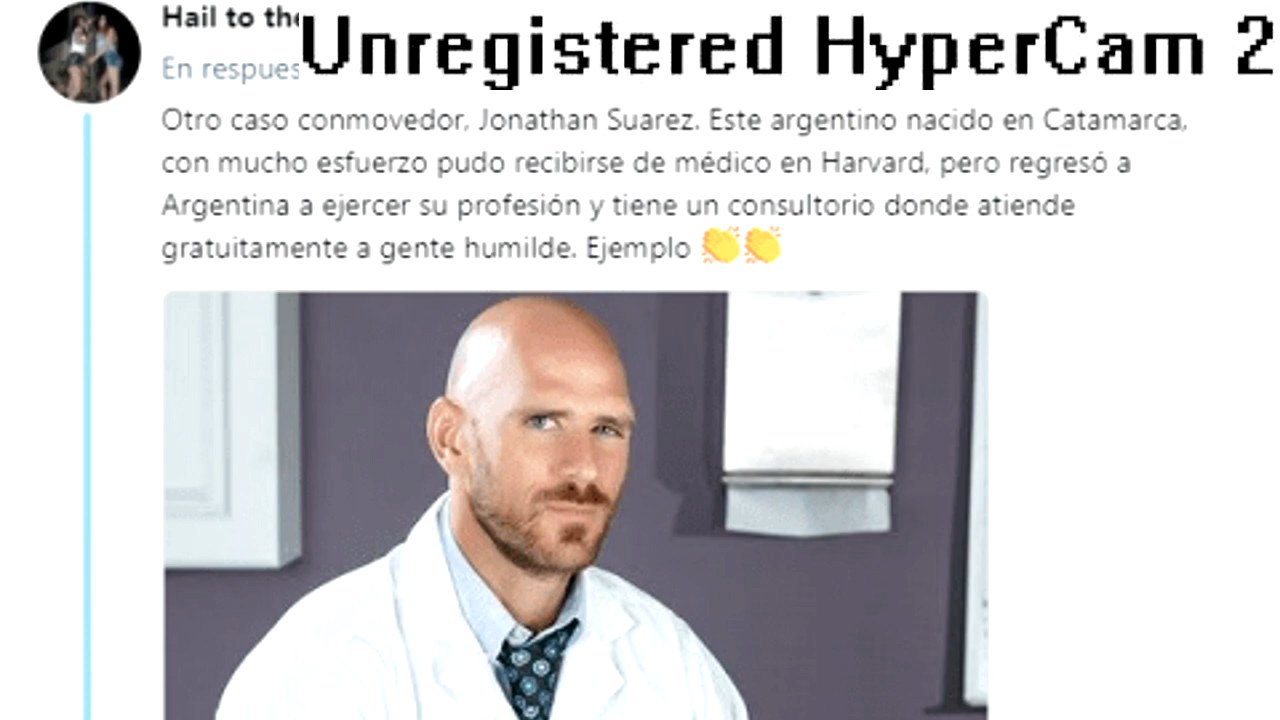 Hail to the
Unregistered HyperCam 2
En respues
Otro caso conmovedor, Jonathan Suarez. Este argentino nacido en Catamarca,
con mucho esfuerzo pudo recibirse de médico en Harvard, pero regresó a
Argentina a ejercer su profesión y tiene un consultorio donde atiende
gratuitamente a gente humilde. Ejemplo 👏👏